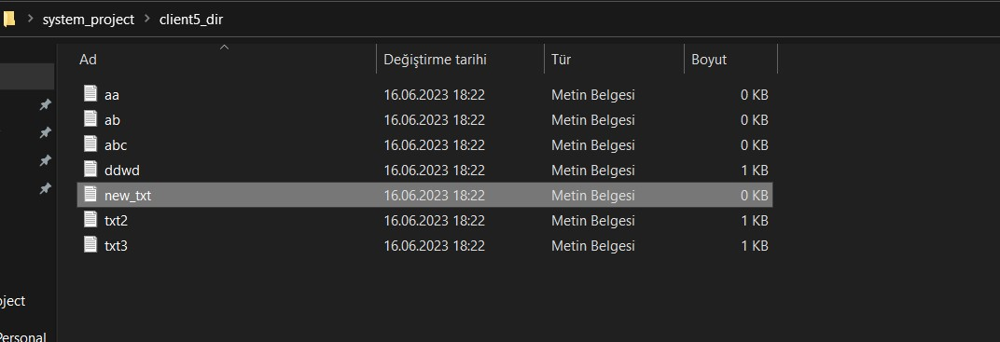 system_project > client5_dir
Ad Değiştirme tarihi Tür Boyut
aa 16.06.2023 18:22 Metin Belgesi 0 KB
ab 16.06.2023 18:22 Metin Belgesi 0 KB
abc 16.06.2023 18:22 Metin Belgesi 0 KB
ddwd 16.06.2023 18:22 Metin Belgesi 1 KB
new_txt 16.06.2023 18:22 Metin Belgesi 0 KB
txt2 16.06.2023 18:22 Metin Belgesi 1 KB
txt3 16.06.2023 18:22 Metin Belgesi 1 KB
oject
Personal